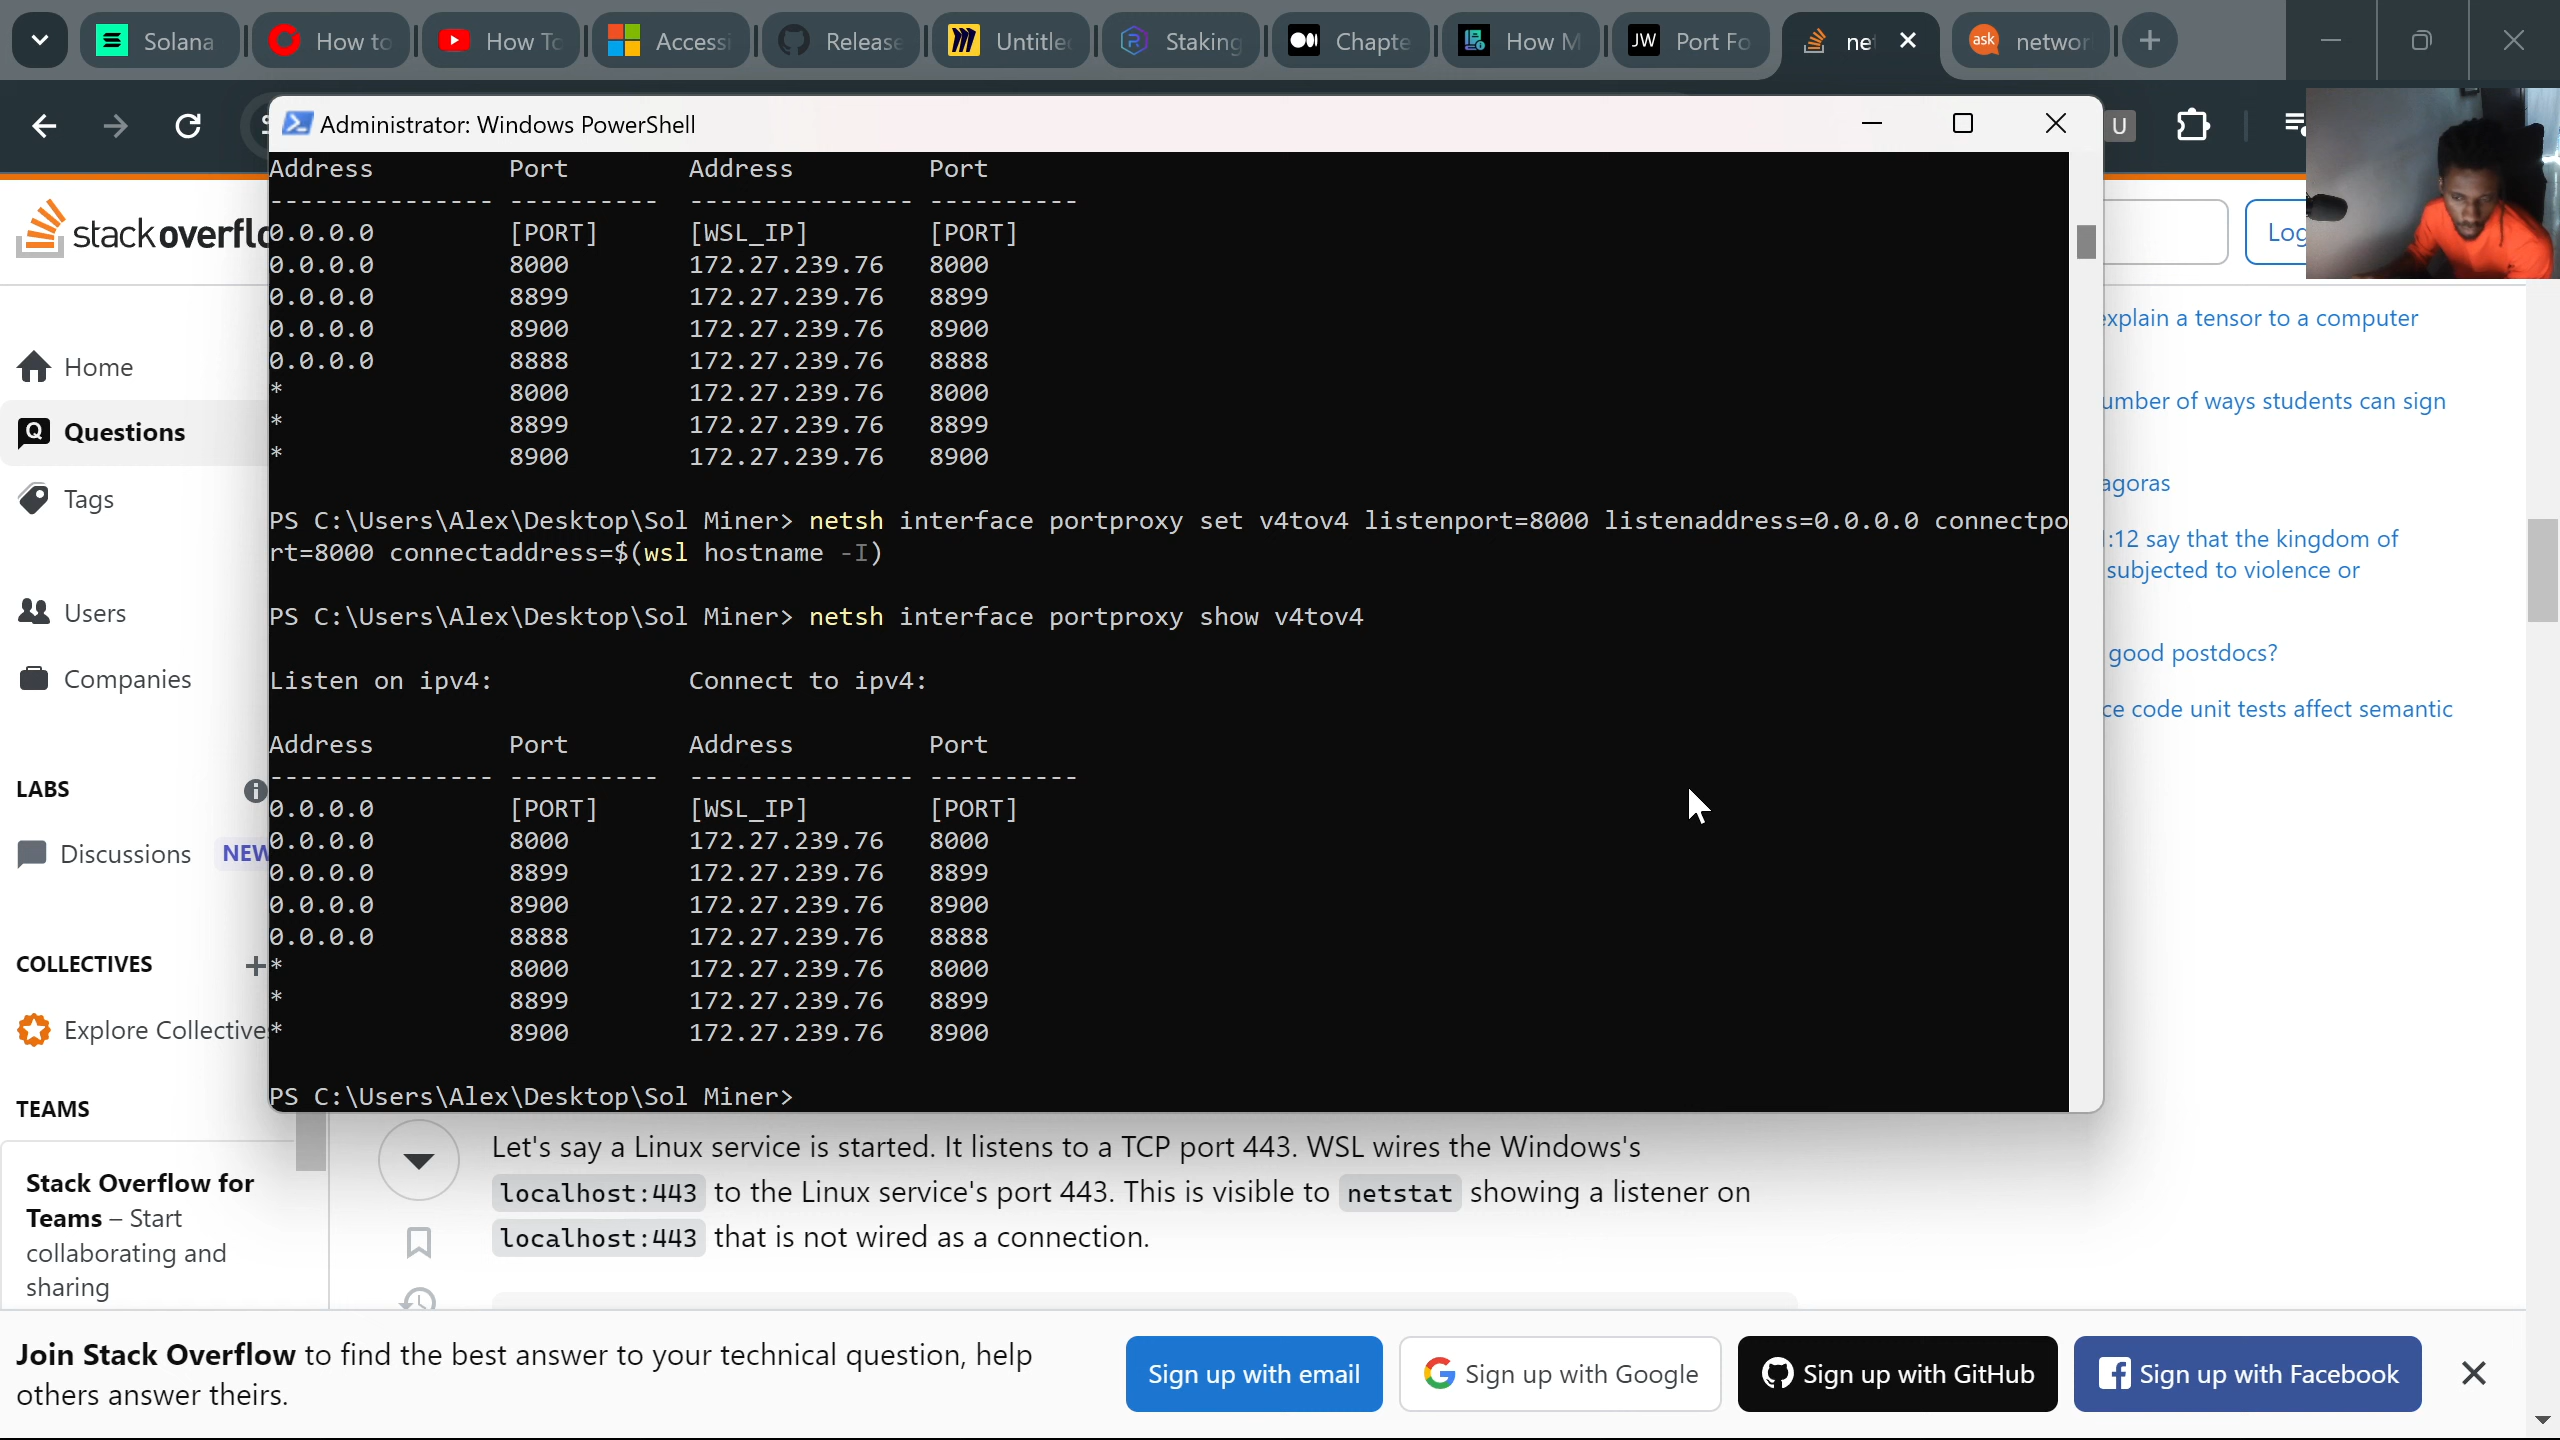 Solana
How to
How To
Accessi
Release
Untitle
Staking
Chapte
How M
JW Port Fo
ne
ask networ
Administrator: Windows PowerShell
U
stackoverflo
Log
Home
Questions
Tags
Users
Companies
LABS
Discussions NEW
COLLECTIVES
Explore Collectives
TEAMS
Stack Overflow for
Teams – Start
collaborating and
sharing
Address Port Address Port
--------------- ---------- --------------- ----------
0.0.0.0 [PORT] [WSL_IP] [PORT]
0.0.0.0 8000 172.27.239.76 8000
0.0.0.0 8899 172.27.239.76 8899
0.0.0.0 8900 172.27.239.76 8900
0.0.0.0 8888 172.27.239.76 8888
* 8000 172.27.239.76 8000
* 8899 172.27.239.76 8899
* 8900 172.27.239.76 8900
PS C:\Users\Alex\Desktop\Sol Miner> netsh interface portproxy set v4tov4 listenport=8000 listenaddress=0.0.0.0 connectpo
rt=8000 connectaddress=$(wsl hostname -I)
PS C:\Users\Alex\Desktop\Sol Miner> netsh interface portproxy show v4tov4
Listen on ipv4: Connect to ipv4:
Address Port Address Port
--------------- ---------- --------------- ----------
0.0.0.0 [PORT] [WSL_IP] [PORT]
0.0.0.0 8000 172.27.239.76 8000
0.0.0.0 8899 172.27.239.76 8899
0.0.0.0 8900 172.27.239.76 8900
0.0.0.0 8888 172.27.239.76 8888
* 8000 172.27.239.76 8000
* 8899 172.27.239.76 8899
* 8900 172.27.239.76 8900
PS C:\Users\Alex\Desktop\Sol Miner>
explain a tensor to a computer
umber of ways students can sign
agoras
:12 say that the kingdom of
subjected to violence or
good postdocs?
ce code unit tests affect semantic
Let's say a Linux service is started. It listens to a TCP port 443. WSL wires the Windows's
localhost:443 to the Linux service's port 443. This is visible to netstat showing a listener on
localhost:443 that is not wired as a connection.
Join Stack Overflow to find the best answer to your technical question, help
others answer theirs.
Sign up with email
Sign up with Google
Sign up with GitHub
Sign up with Facebook